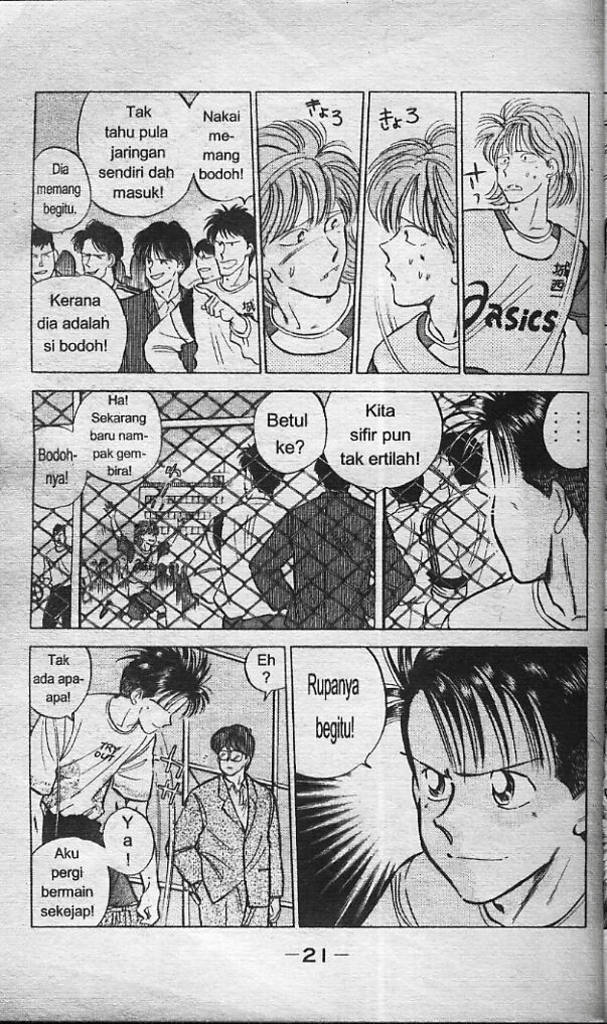 城西
asics
きょろ
きょろ
Nakai
me-
mang
bodoh!
Tak
tahu pula
jaringan
sendiri dah
masuk!
Dia
memang
begitu.
Kerana
dia adalah
si bodoh!
......
Kita
sifir pun
tak ertilah!
Betul
ke?
Ha!
Sekarang
baru nam-
pak gem-
bira!
Bodoh-
nya!
Rupanya
begitu!
Eh
?
Tak
ada apa-
apa!
TRY
OUT
Ya!
Aku
pergi
bermain
sekejap!
—21—